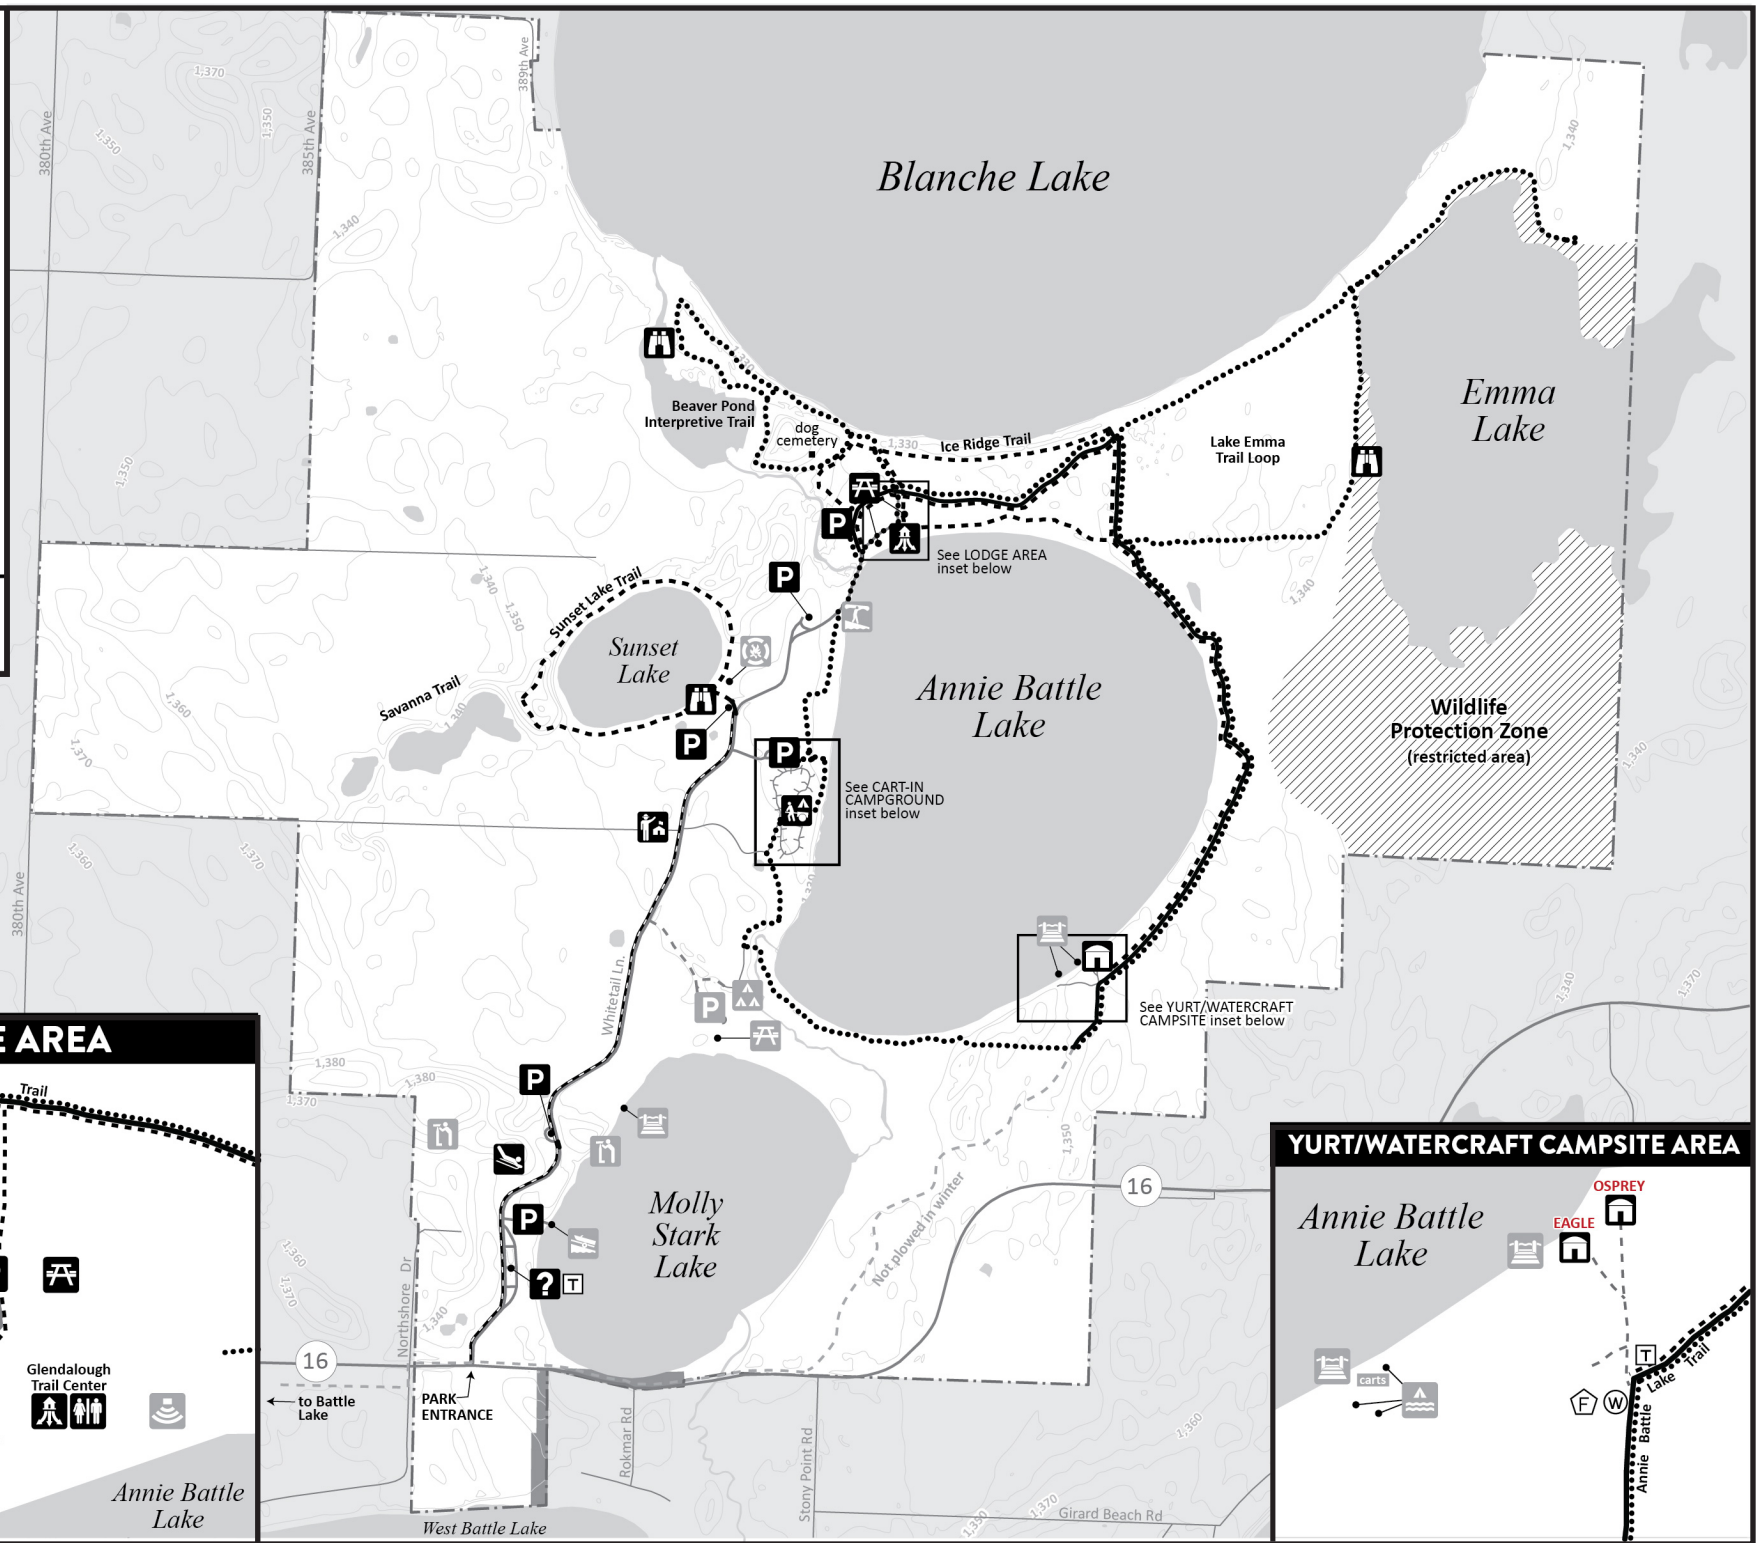 Blanche Lake
389th Ave
380th Ave
385th Ave
1,370
1,350
1,350
1,340
1,340
1,350
Emma
Lake
1,330
Beaver Pond
Interpretive Trail
dog
cemetery
1,330
Ice Ridge Trail
Lake Emma
Trail Loop
P
See LODGE AREA
inset below
P
1,340
1,350
1,340
Sunset Lake Trail
Sunset
Lake
Savanna Trail
1,340
1,360
1,370
P
P
Annie Battle
Lake
Wildlife
Protection Zone
(restricted area)
1,340
See CART-IN
CAMPGROUND
inset below
1,360
1,370
380th Ave
1,330
Whitetail Ln.
P
See YURT/WATERCRAFT
CAMPSITE inset below
1,340
1,370
E AREA
Trail
1,380
1,380
1,370
P
Molly
Stark
Lake
P
? T
1,350
16
Not plowed in winter
1,360
1,370
1,340
Northshore Dr
16
Glendalough
Trail Center
to Battle
Lake
PARK
ENTRANCE
Annie Battle
Lake
West Battle Lake
Rokmar Rd
Stony Point Rd
Girard Beach Rd
1,350
1,370
1,360
YURT/WATERCRAFT CAMPSITE AREA
OSPREY
EAGLE
Annie Battle
Lake
T
carts
F W
Annie Battle Lake Trail